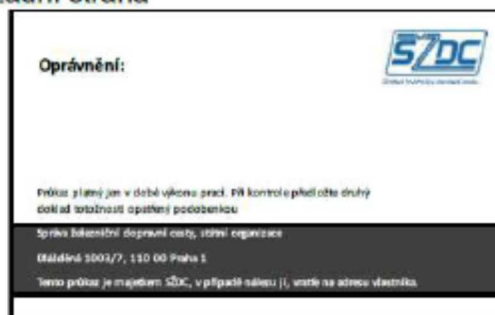 Oprávnění:
SŽDC
Průkaz platný jen v době výkonu prací. Při kontrole předložte druhý
doklad totožnosti opatřený podobenkou
Správa železniční dopravní cesty, státní organizace
Dlážděná 1003/7, 110 00 Praha 1
Tento průkaz je majetkem SŽDC, v případě nálezu jí, vraťte na adresu vlastníka.